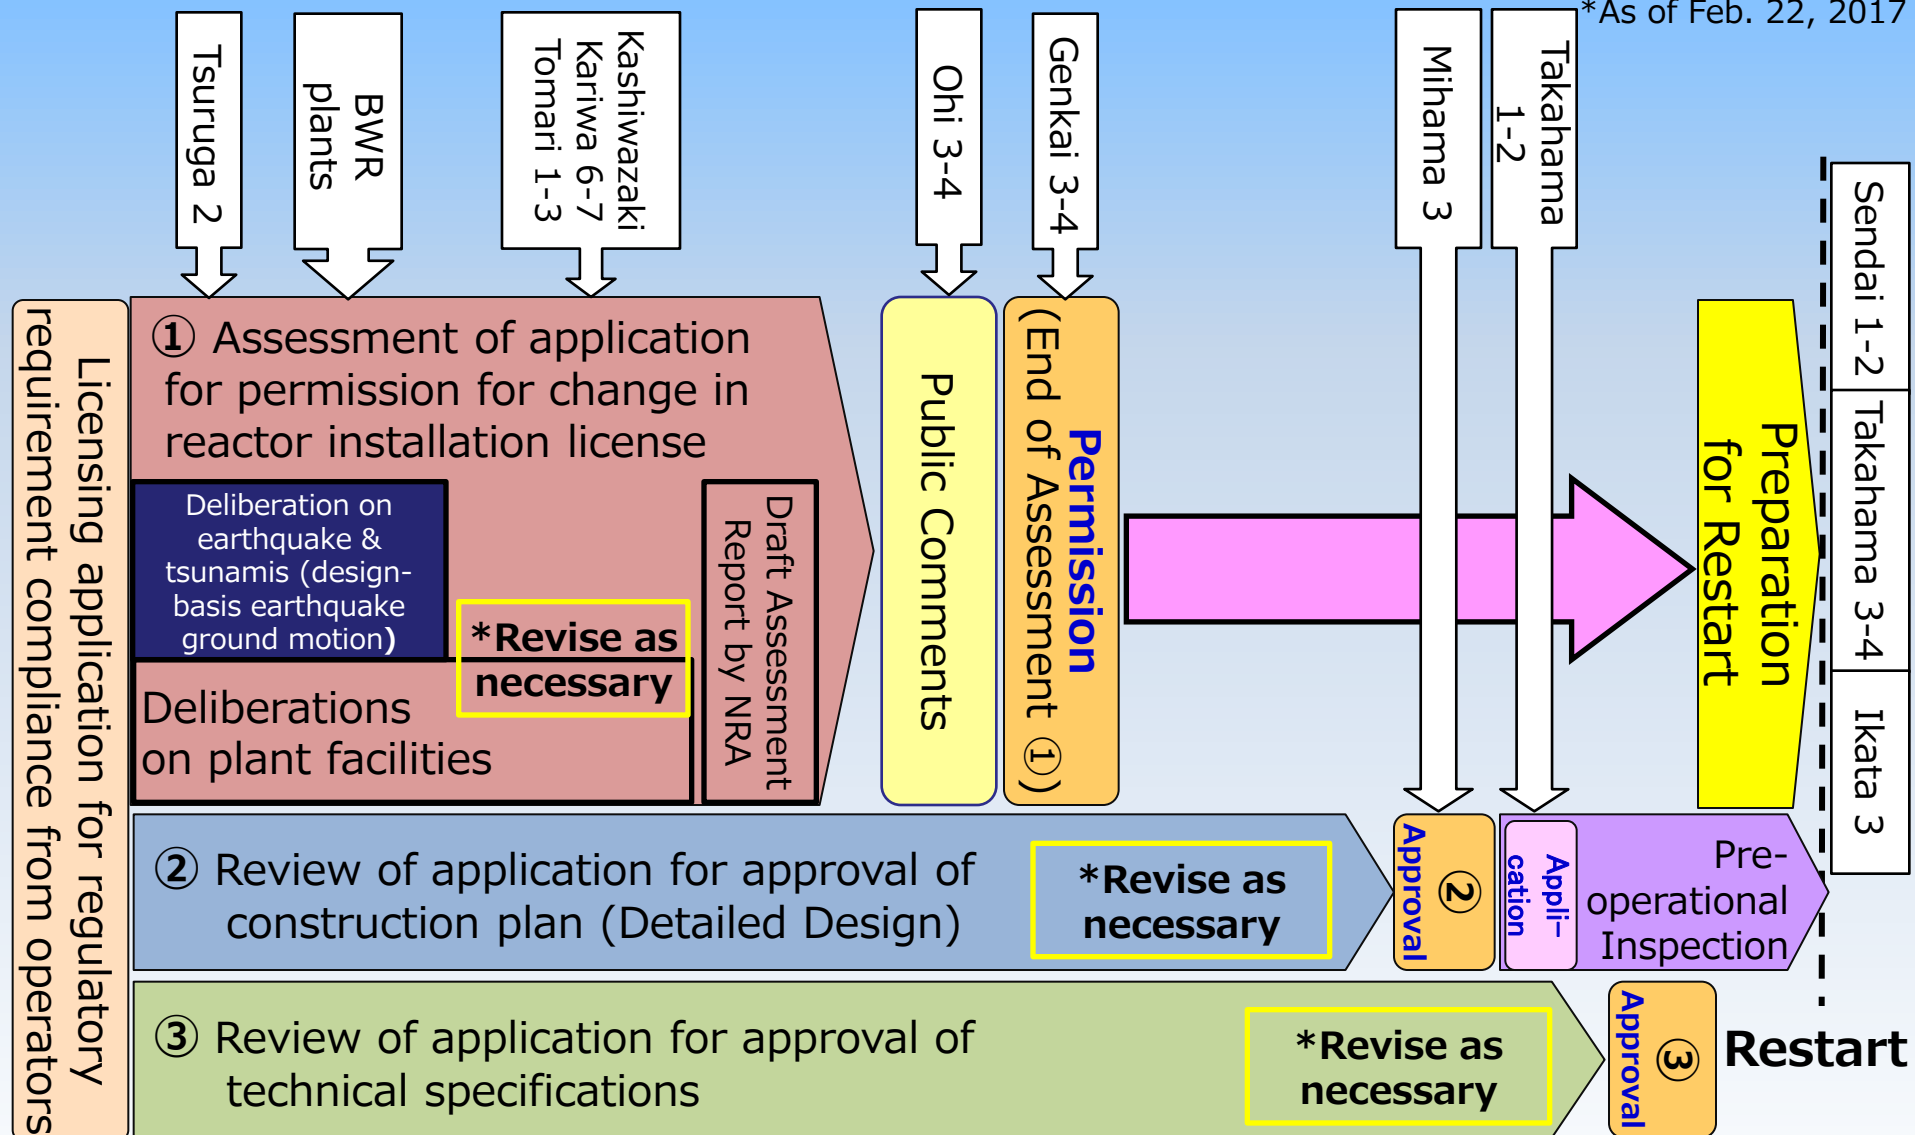 *As of Feb. 22, 2017
Tsuruga 2
BWR
plants
Kashiwazaki
Kariwa 6-7
Tomari 1-3
Ohi 3-4
Genkai 3-4
Mihama 3
Takahama
1-2
Sendai 1-2
Takahama 3-4
Ikata 3
Licensing application for regulatory
requirement compliance from operators
① Assessment of application
for permission for change in
reactor installation license
Deliberation on
earthquake &
tsunamis (design-
basis earthquake
ground motion)
*Revise as
necessary
Deliberations
on plant facilities
Draft Assessment
Report by NRA
Public Comments
Permission
(End of Assessment ①)
Preparation
for Restart
② Review of application for approval of
construction plan (Detailed Design)
*Revise as
necessary
②
Approval
Appli-
cation
Pre-
operational
Inspection
③ Review of application for approval of
technical specifications
*Revise as
necessary
③
Approval
Restart